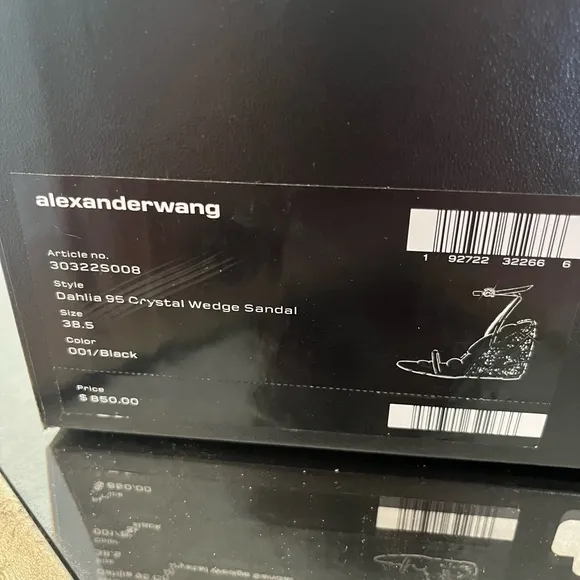 alexanderwang
Article no.
30322S008
Style
Dahlia 95 Crystal Wedge Sandal
Size
38.5
Color
001/Black
Price
$ 850.00
1 92722 32266 6